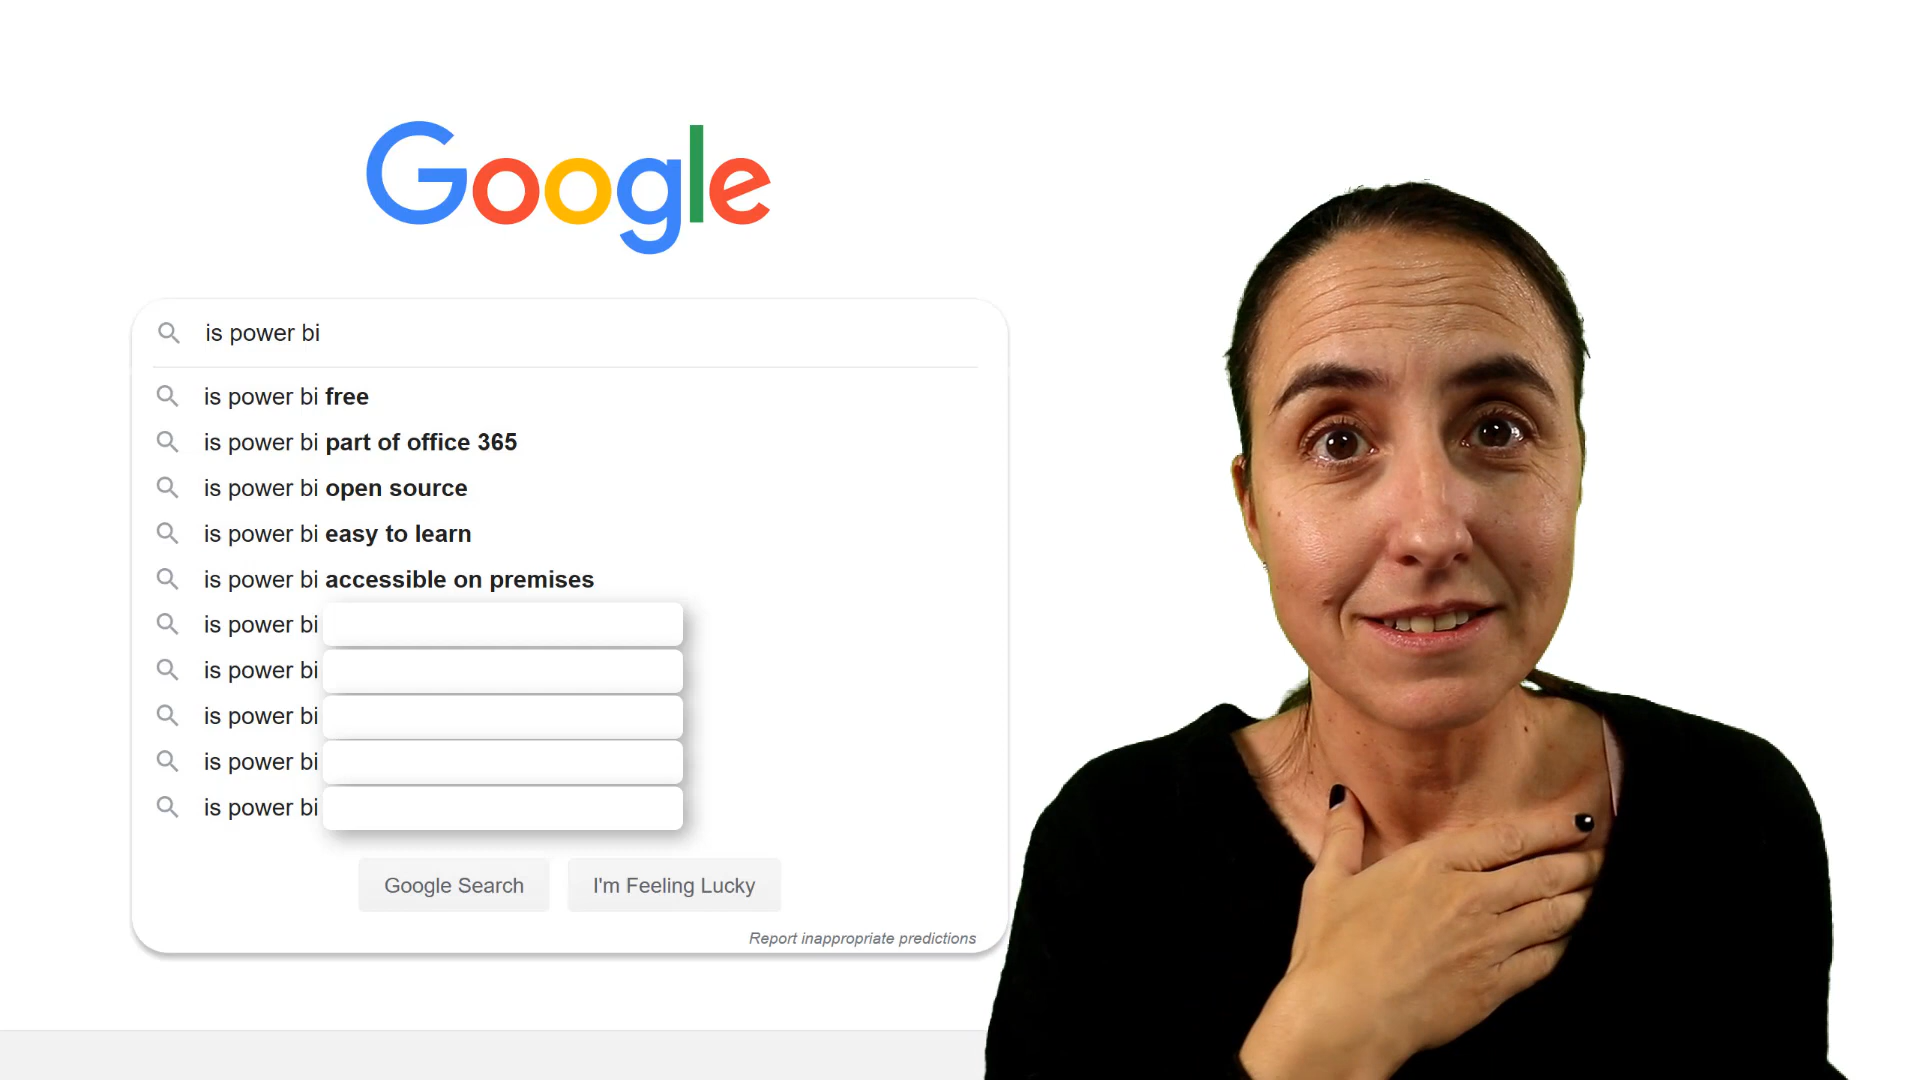 Google
is power bi
is power bi free
is power bi part of office 365
is power bi open source
is power bi easy to learn
is power bi accessible on premises
is power bi
is power bi
is power bi
is power bi
is power bi
Google Search
I'm Feeling Lucky
Report inappropriate predictions